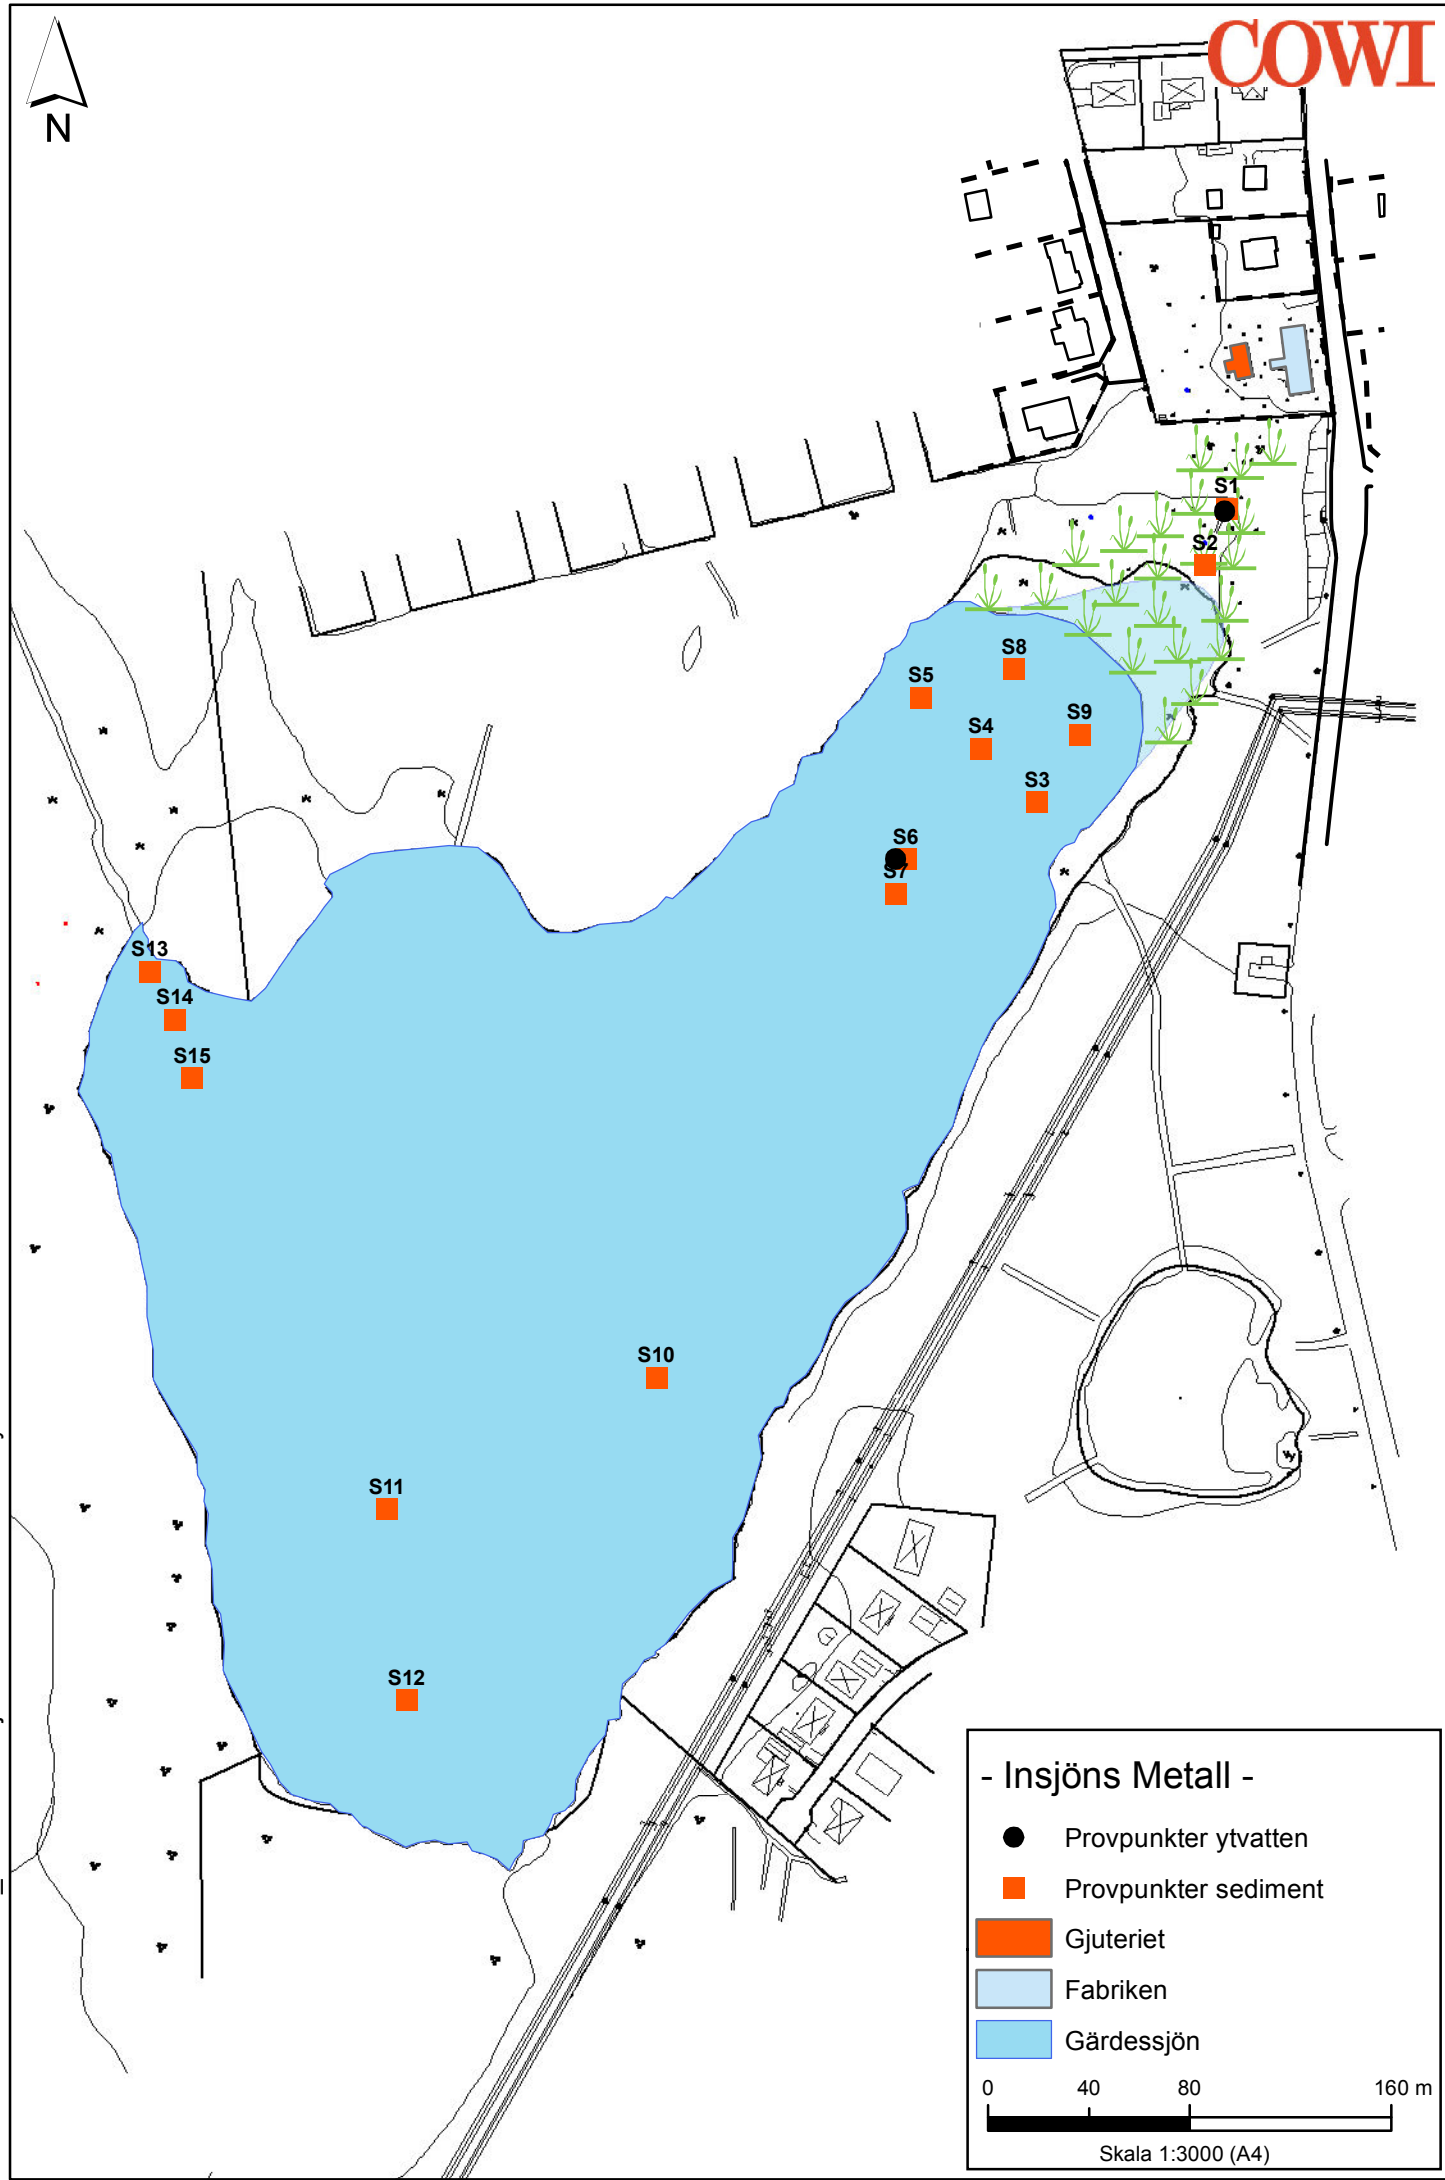 COWI
N
S1
S2
S8
S5
S9
S4
S3
S6
S7
S13
S14
S15
S10
S11
S12
- Insjöns Metall -
Provpunkter ytvatten
Provpunkter sediment
Gjuteriet
Fabriken
Gärdessjön
0 40 80 160 m
Skala 1:3000 (A4)